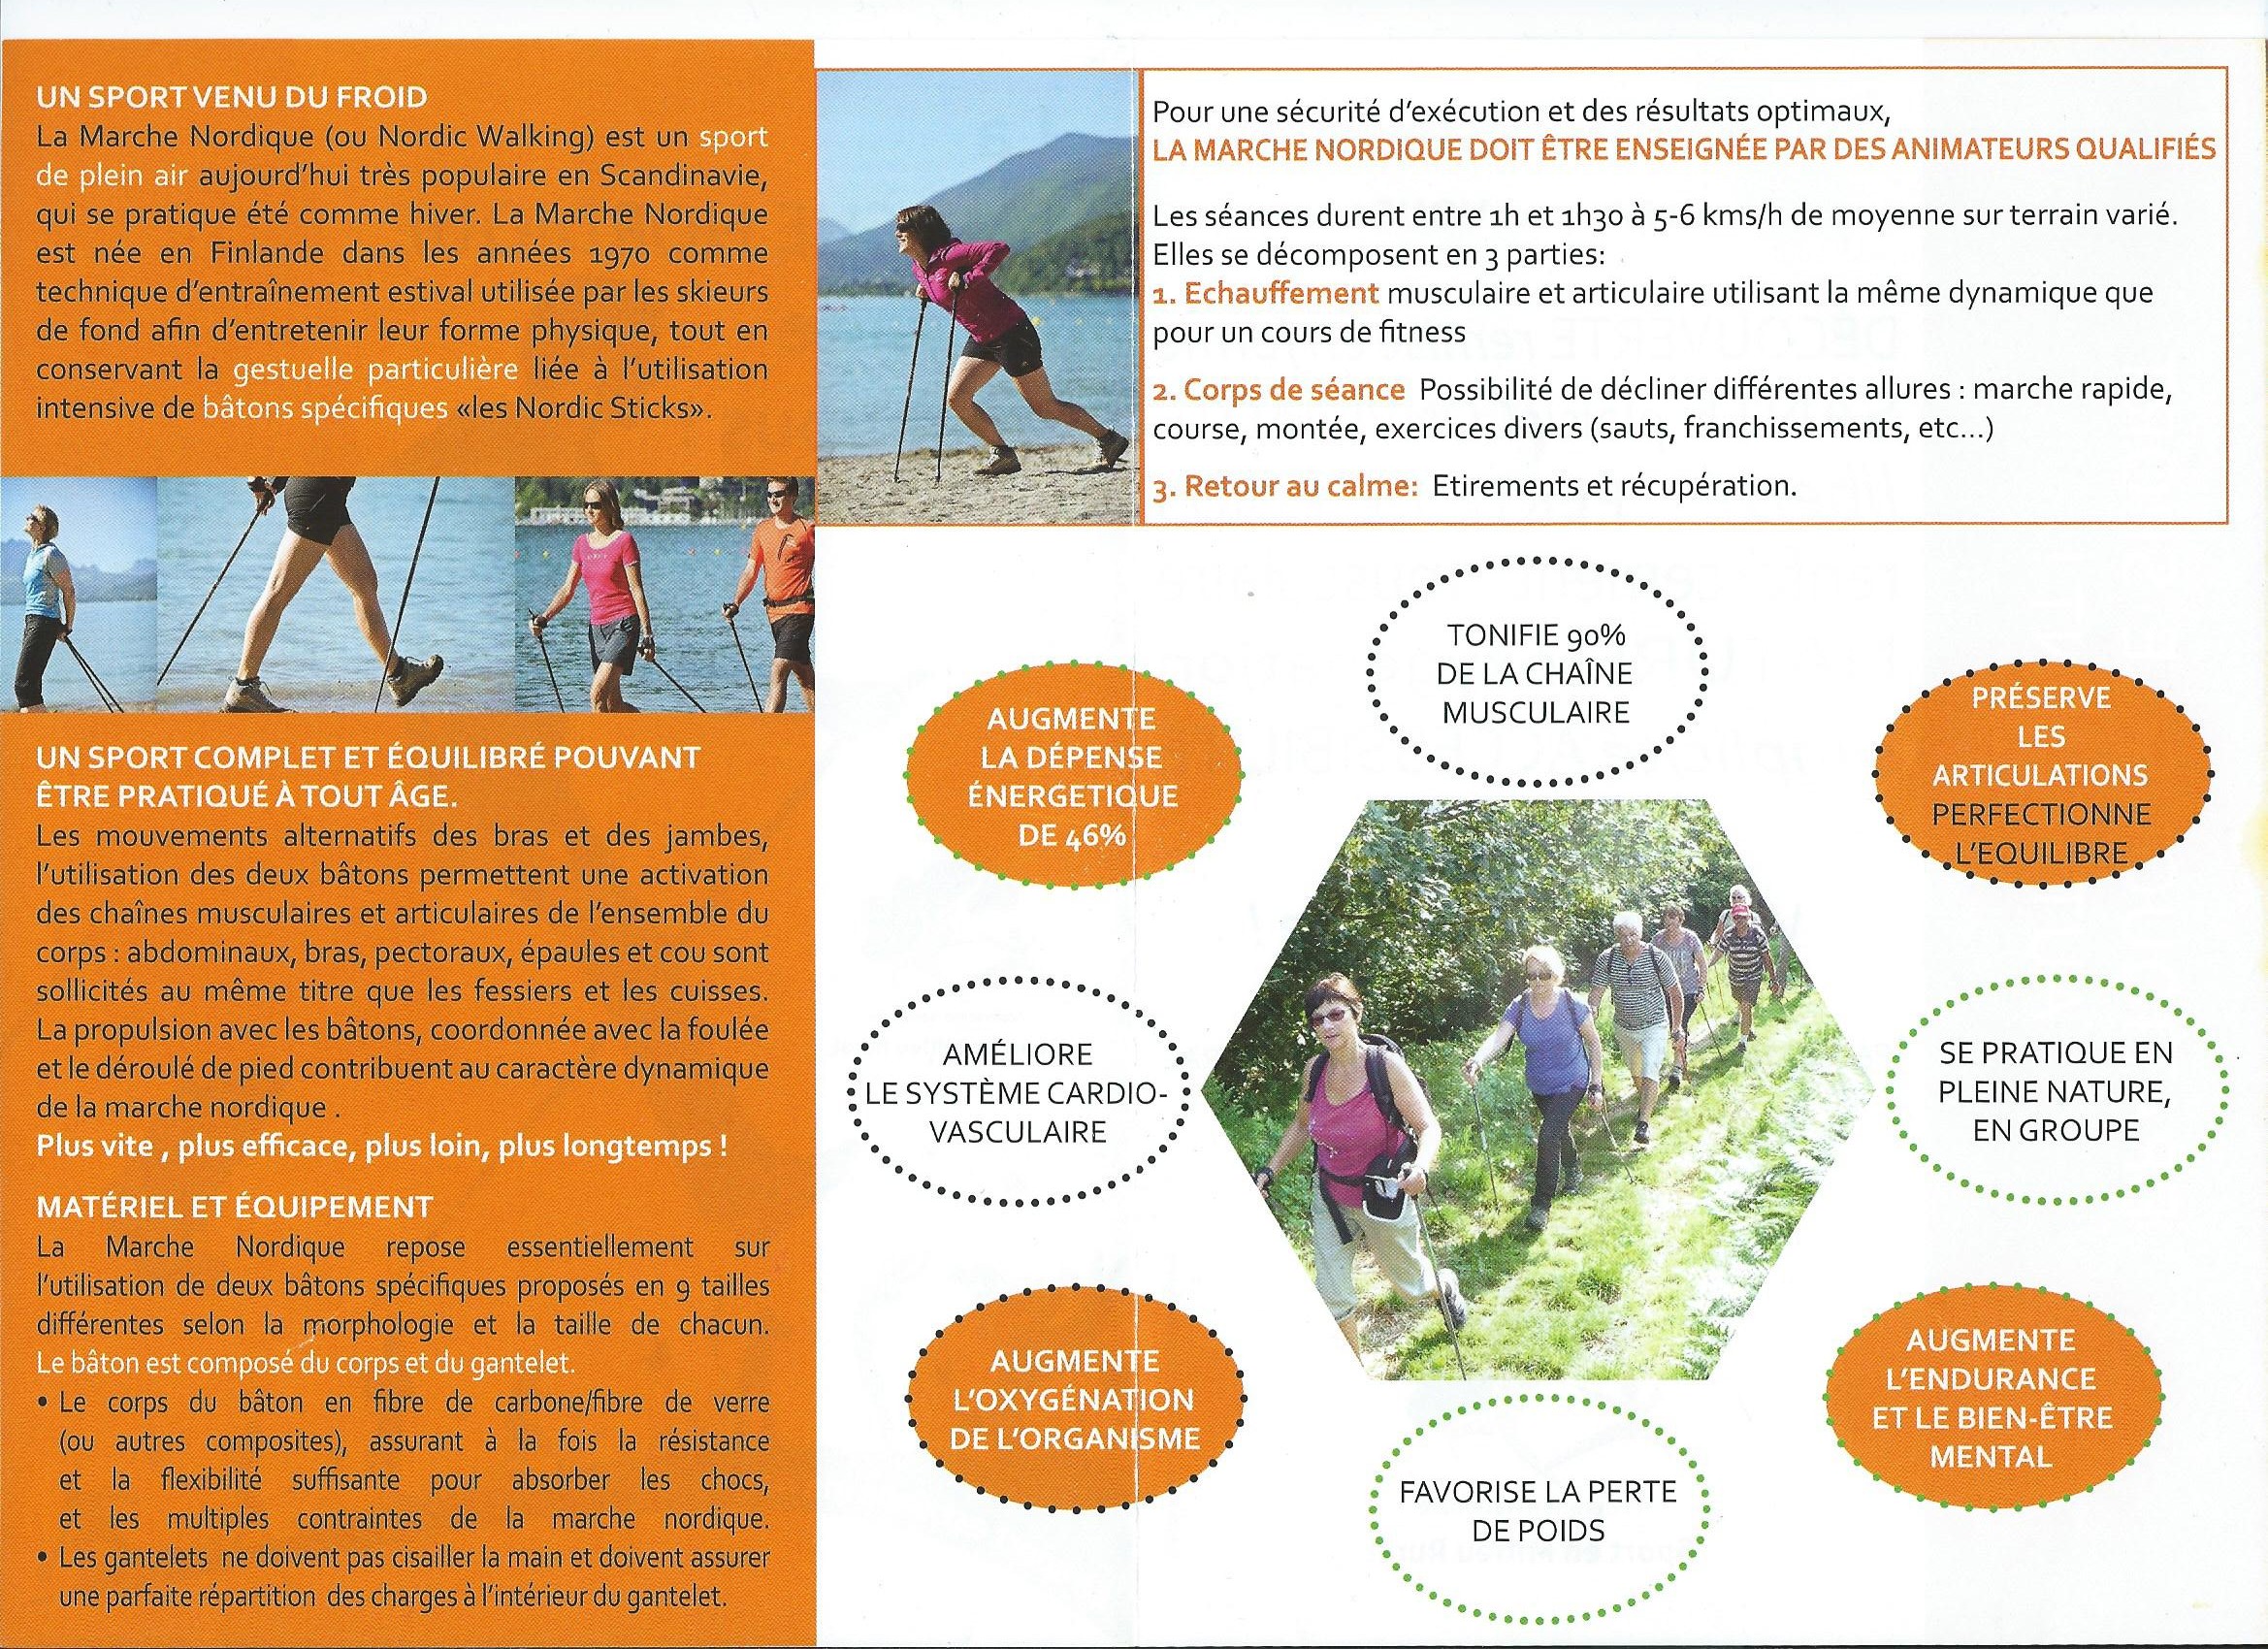 UN SPORT VENU DU FROID
La Marche Nordique (ou Nordic Walking) est un sport
de plein air aujourd’hui très populaire en Scandinavie,
qui se pratique été comme hiver. La Marche Nordique
est née en Finlande dans les années 1970 comme
technique d’entraînement estival utilisée par les skieurs
de fond afin d’entretenir leur forme physique, tout en
conservant la gestuelle particulière liée à l’utilisation
intensive de bâtons spécifiques «les Nordic Sticks».
UN SPORT COMPLET ET ÉQUILIBRÉ POUVANT
ÊTRE PRATIQUÉ À TOUT ÂGE.
Les mouvements alternatifs des bras et des jambes,
l’utilisation des deux bâtons permettent une activation
des chaînes musculaires et articulaires de l’ensemble du
corps : abdominaux, bras, pectoraux, épaules et cou sont
sollicités au même titre que les fessiers et les cuisses.
La propulsion avec les bâtons, coordonnée avec la foulée
et le déroulé de pied contribuent au caractère dynamique
de la marche nordique .
Plus vite , plus efficace, plus loin, plus longtemps !
MATÉRIEL ET ÉQUIPEMENT
La Marche Nordique repose essentiellement sur
l’utilisation de deux bâtons spécifiques proposés en 9 tailles
différentes selon la morphologie et la taille de chacun.
Le bâton est composé du corps et du gantelet.
• Le corps du bâton en fibre de carbone/fibre de verre
(ou autres composites), assurant à la fois la résistance
et la flexibilité suffisante pour absorber les chocs,
et les multiples contraintes de la marche nordique.
• Les gantelets ne doivent pas cisailler la main et doivent assurer
une parfaite répartition des charges à l’intérieur du gantelet.
Pour une sécurité d’exécution et des résultats optimaux,
LA MARCHE NORDIQUE DOIT ÊTRE ENSEIGNÉE PAR DES ANIMATEURS QUALIFIÉS
Les séances durent entre 1h et 1h30 à 5-6 kms/h de moyenne sur terrain varié.
Elles se décomposent en 3 parties:
1. Echauffement musculaire et articulaire utilisant la même dynamique que
pour un cours de fitness
2. Corps de séance Possibilité de décliner différentes allures : marche rapide,
course, montée, exercices divers (sauts, franchissements, etc...)
3. Retour au calme: Etirements et récupération.
TONIFIE 90%
DE LA CHAÎNE
MUSCULAIRE
AUGMENTE
LA DÉPENSE
ÉNERGETIQUE
DE 46%
PRÉSERVE
LES
ARTICULATIONS
PERFECTIONNE
L’EQUILIBRE
AMÉLIORE
LE SYSTÈME CARDIO-
VASCULAIRE
SE PRATIQUE EN
PLEINE NATURE,
EN GROUPE
AUGMENTE
L’OXYGÉNATION
DE L’ORGANISME
AUGMENTE
L’ENDURANCE
ET LE BIEN-ÊTRE
MENTAL
FAVORISE LA PERTE
DE POIDS